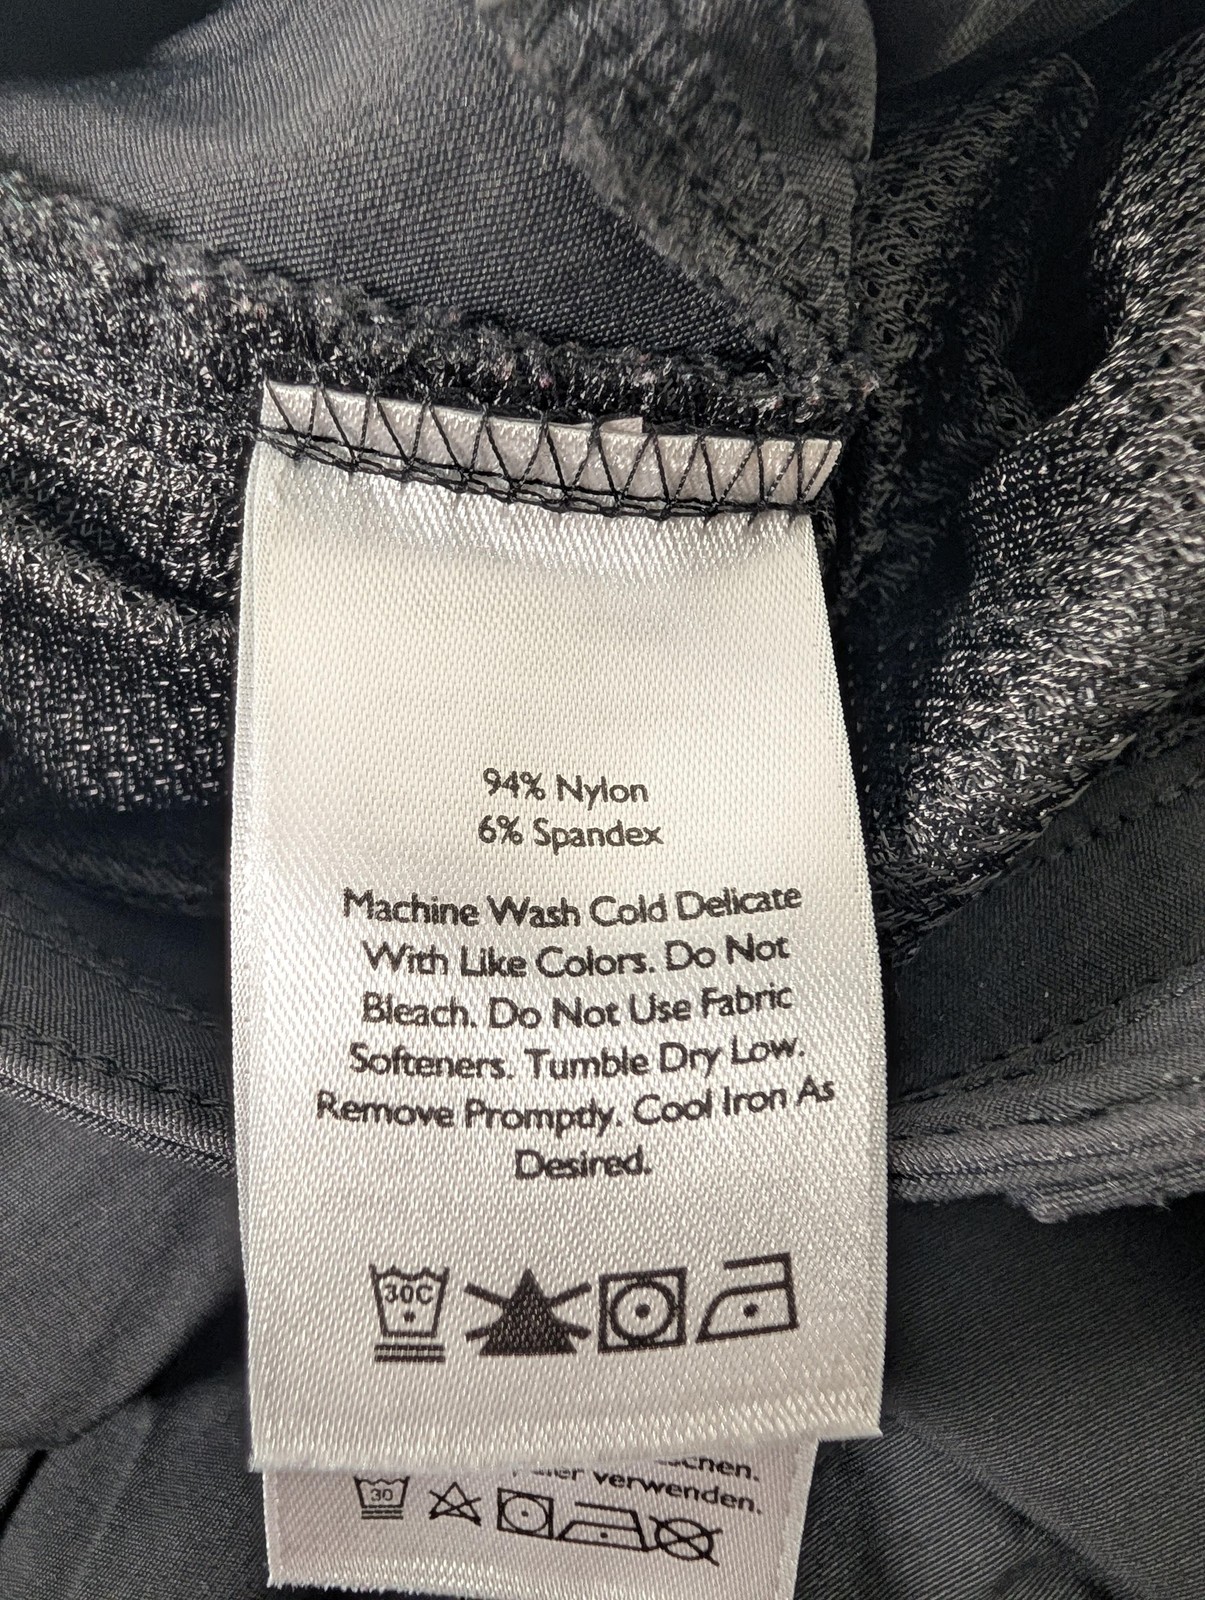 94% Nylon
6% Spandex
Machine Wash Cold Delicate
With Like Colors. Do Not
Bleach. Do Not Use Fabric
Softeners. Tumble Dry Low.
Remove Promptly. Cool Iron As
Desired.
30C
verwenden.
30